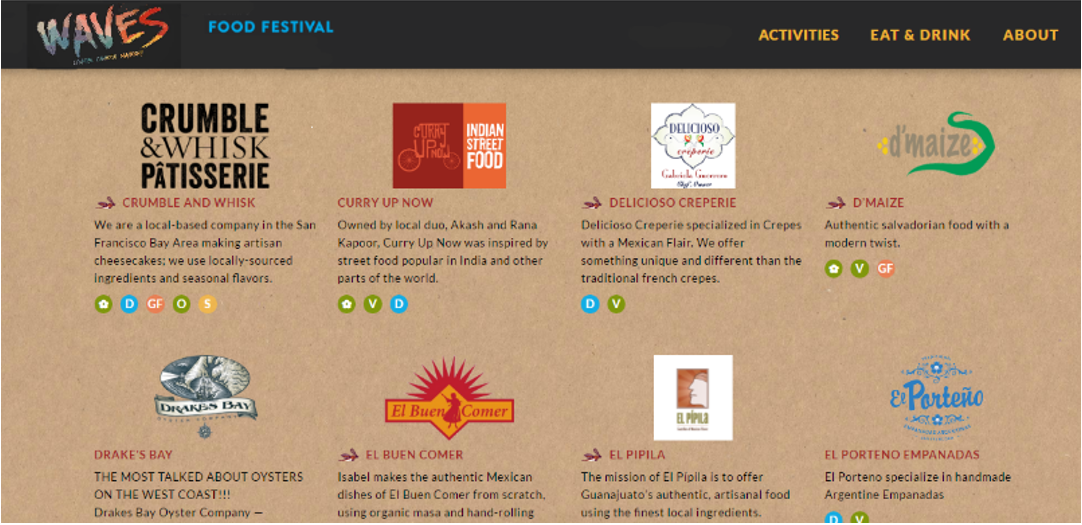 WAVES
FOOD FESTIVAL
ACTIVITIES EAT & DRINK ABOUT
CRUMBLE
&WHISK
PÂTISSERIE
CRUMBLE AND WHISK
We are a local-based company in the San
Francisco Bay Area making artisan
cheesecakes; we use locally-sourced
ingredients and seasonal flavors.
D GF O S
CURRY
UP NOW
INDIAN
STREET
FOOD
CURRY UP NOW
Owned by local duo, Akash and Rana
Kapoor, Curry Up Now was inspired by
street food popular in India and other
parts of the world.
V D
DELICIOSO
creperie
Gabriela Guerrero
Chef, Owner
DELICIOSO CREPERIE
Delicioso Creperie specialized in Crepes
with a Mexican Flair. We offer
something unique and different than the
traditional french crepes.
D V
d'maize
D'MAIZE
Authentic salvadorian food with a
modern twist.
V GF
DRAKES BAY
OYSTER COMPANY
DRAKE'S BAY
THE MOST TALKED ABOUT OYSTERS
ON THE WEST COAST!!!
Drakes Bay Oyster Company —
El Buen Comer
EL BUEN COMER
Isabel makes the authentic Mexican
dishes of El Buen Comer from scratch,
using organic masa and hand-rolling
EL PÍPILA
EL PIPILA
The mission of El Pípila is to offer
Guanajuato's authentic, artisanal food
using the finest local ingredients.
El Porteño
EL PORTENO EMPANADAS
El Porteno specialize in handmade
Argentine Empanadas
D V